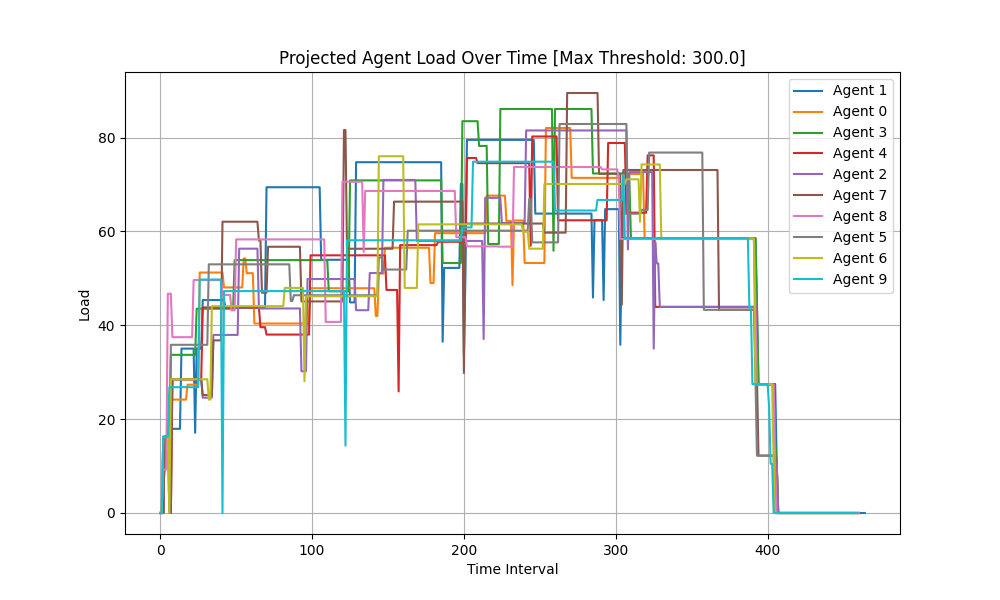 Projected Agent Load Over Time [Max Threshold: 300.0]
Load
80
60
40
20
0
0 100 200 300 400
Time Interval
Agent 1
Agent 0
Agent 3
Agent 4
Agent 2
Agent 7
Agent 8
Agent 5
Agent 6
Agent 9